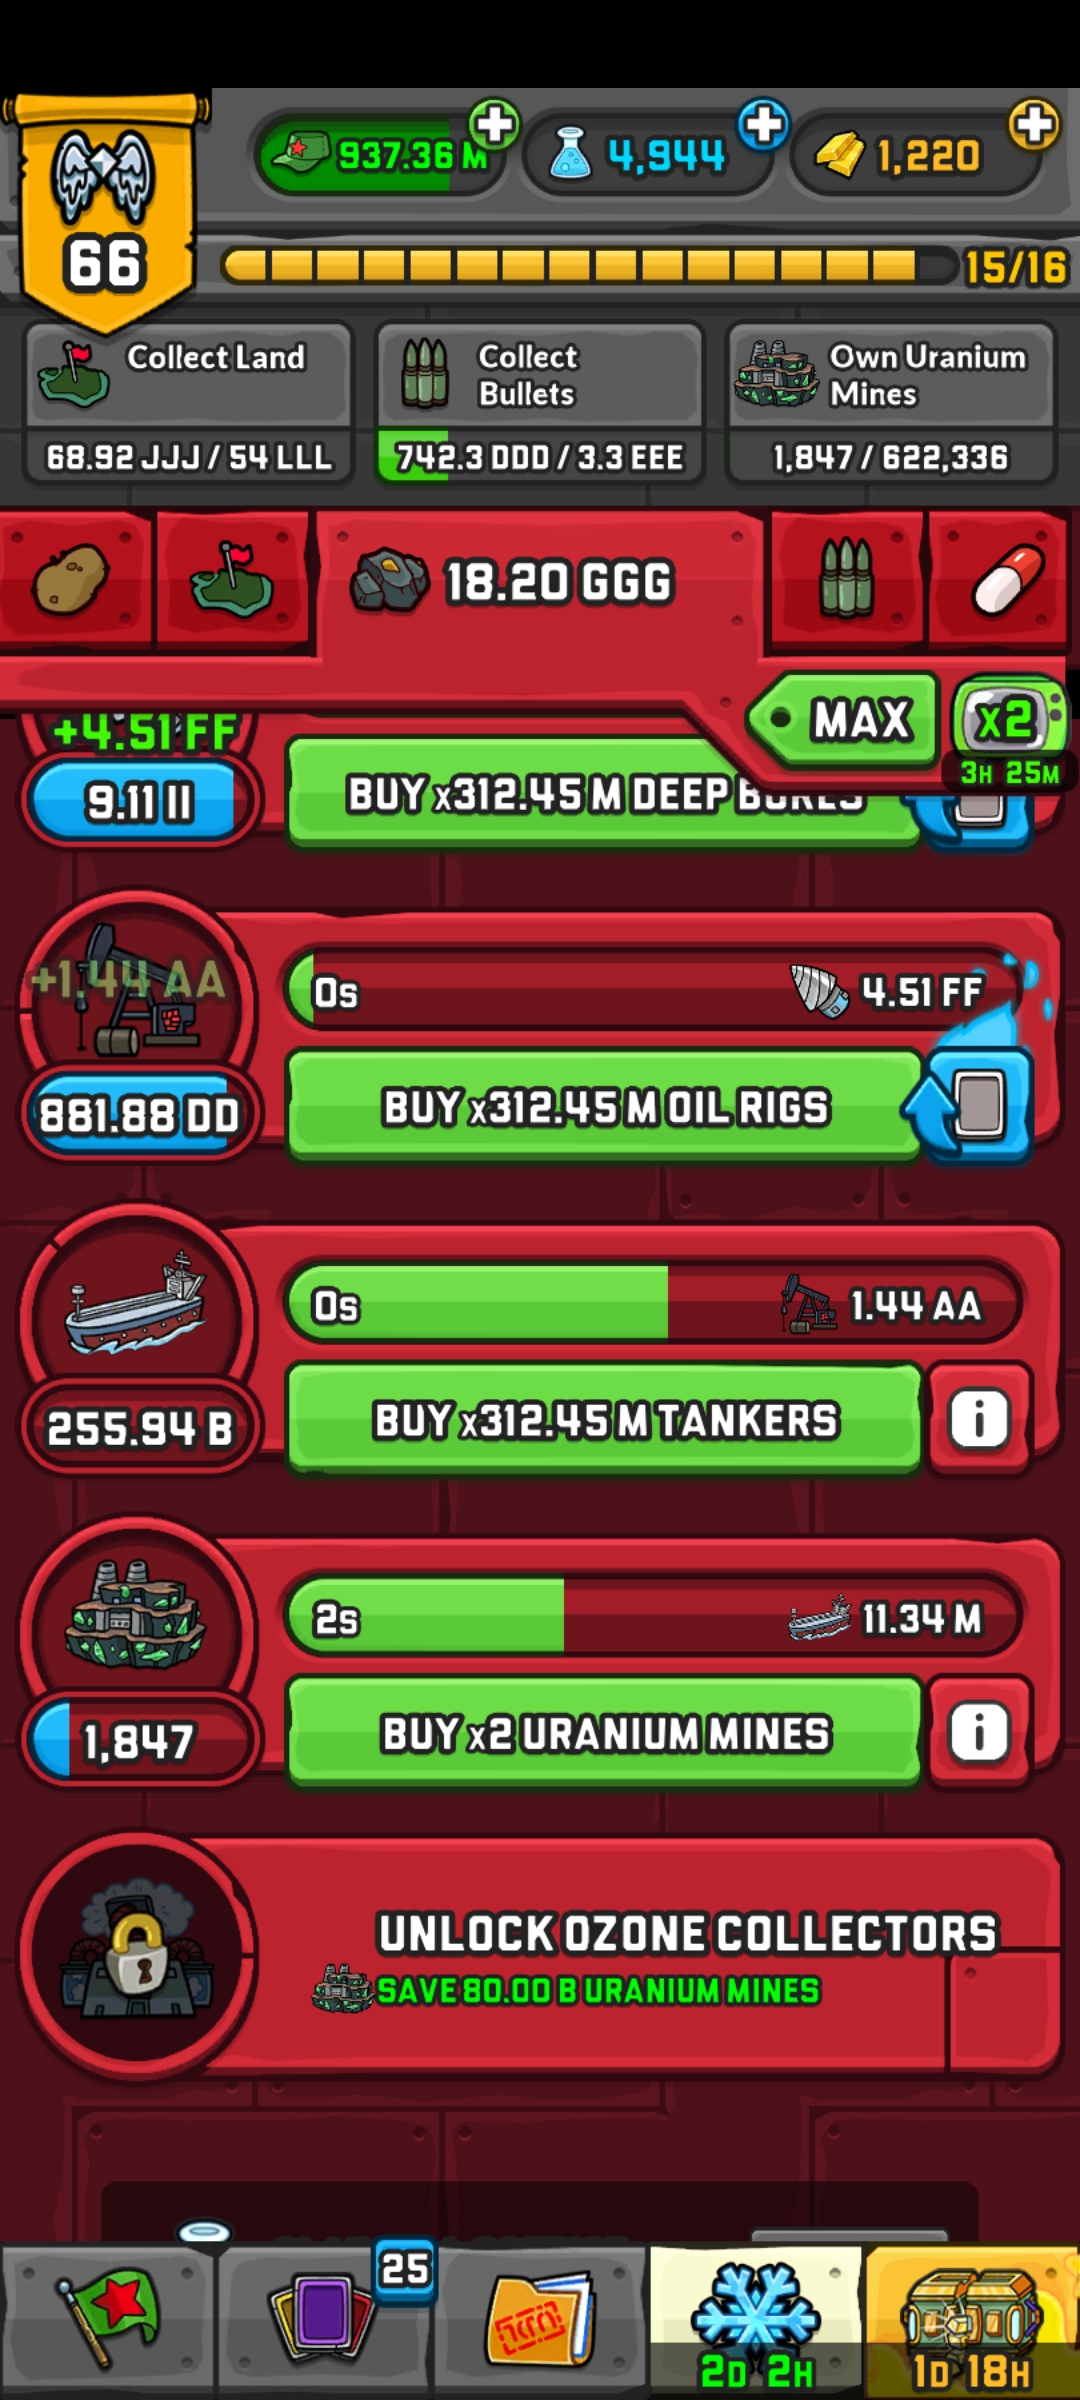 937.36 M
4,944
1,220
66
15/16
Collect Land
68.92 JJJ / 54 LLL
Collect
Bullets
742.3 DDD / 3.3 EEE
Own Uranium
Mines
1,847 / 622,336
18.20 GGG
MAX
x2
3H 25M
+4.51 FF
9.11 II
BUY x312.45 M DEEP BORES
+1.44 AA
0s
4.51 FF
881.88 DD
BUY x312.45 M OIL RIGS
0s
1.44 AA
255.94 B
BUY x312.45 M TANKERS
i
2s
11.34 M
1,847
BUY x2 URANIUM MINES
i
UNLOCK OZONE COLLECTORS
SAVE 80.00 B URANIUM MINES
25
2D 2H
1D 18H